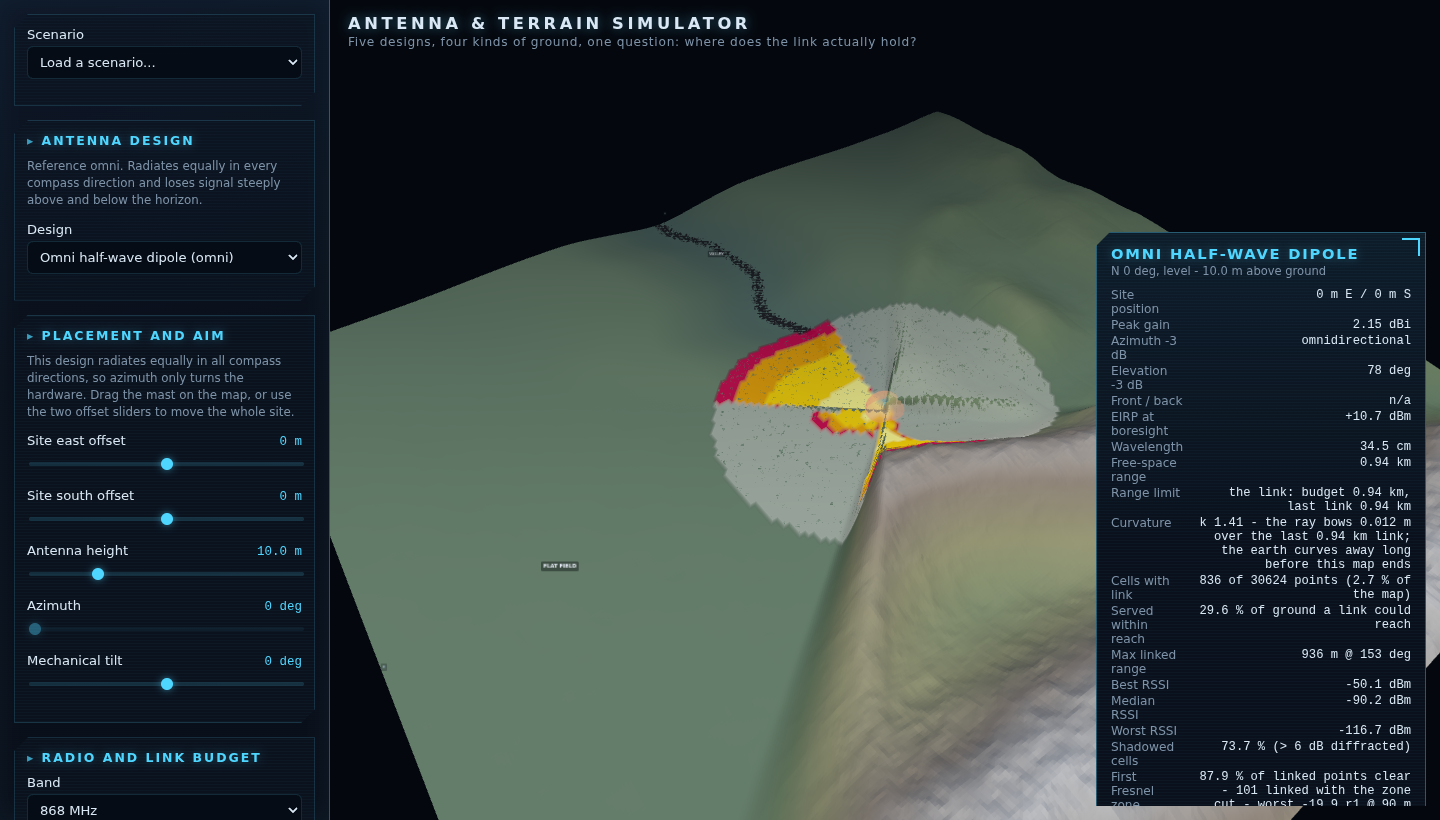 Scenario
Load a scenario...
▸ ANTENNA DESIGN
Reference omni. Radiates equally in every
compass direction and loses signal steeply
above and below the horizon.
Design
Omni half-wave dipole (omni)
▸ PLACEMENT AND AIM
This design radiates equally in all compass
directions, so azimuth only turns the
hardware. Drag the mast on the map, or use
the two offset sliders to move the whole site.
Site east offset 0 m
Site south offset 0 m
Antenna height 10.0 m
Azimuth 0 deg
Mechanical tilt 0 deg
▸ RADIO AND LINK BUDGET
Band
868 MHz
ANTENNA & TERRAIN SIMULATOR
Five designs, four kinds of ground, one question: where does the link actually hold?
VALLEY
FLAT FIELD
OMNI HALF-WAVE DIPOLE
N 0 deg, level - 10.0 m above ground
Site position 0 m E / 0 m S
Peak gain 2.15 dBi
Azimuth -3 dB omnidirectional
Elevation -3 dB 78 deg
Front / back n/a
EIRP at boresight +10.7 dBm
Wavelength 34.5 cm
Free-space range 0.94 km
Range limit the link: budget 0.94 km,
last link 0.94 km
Curvature k 1.41 - the ray bows 0.012 m
over the last 0.94 km link;
the earth curves away long
before this map ends
Cells with link 836 of 30624 points (2.7 % of
the map)
Served within reach 29.6 % of ground a link could
reach
Max linked range 936 m @ 153 deg
Best RSSI -50.1 dBm
Median RSSI -90.2 dBm
Worst RSSI -116.7 dBm
Shadowed cells 73.7 % (> 6 dB diffracted)
First Fresnel zone 87.9 % of linked points clear
- 101 linked with the zone
cut - worst -19.9 r1 @ 90 m